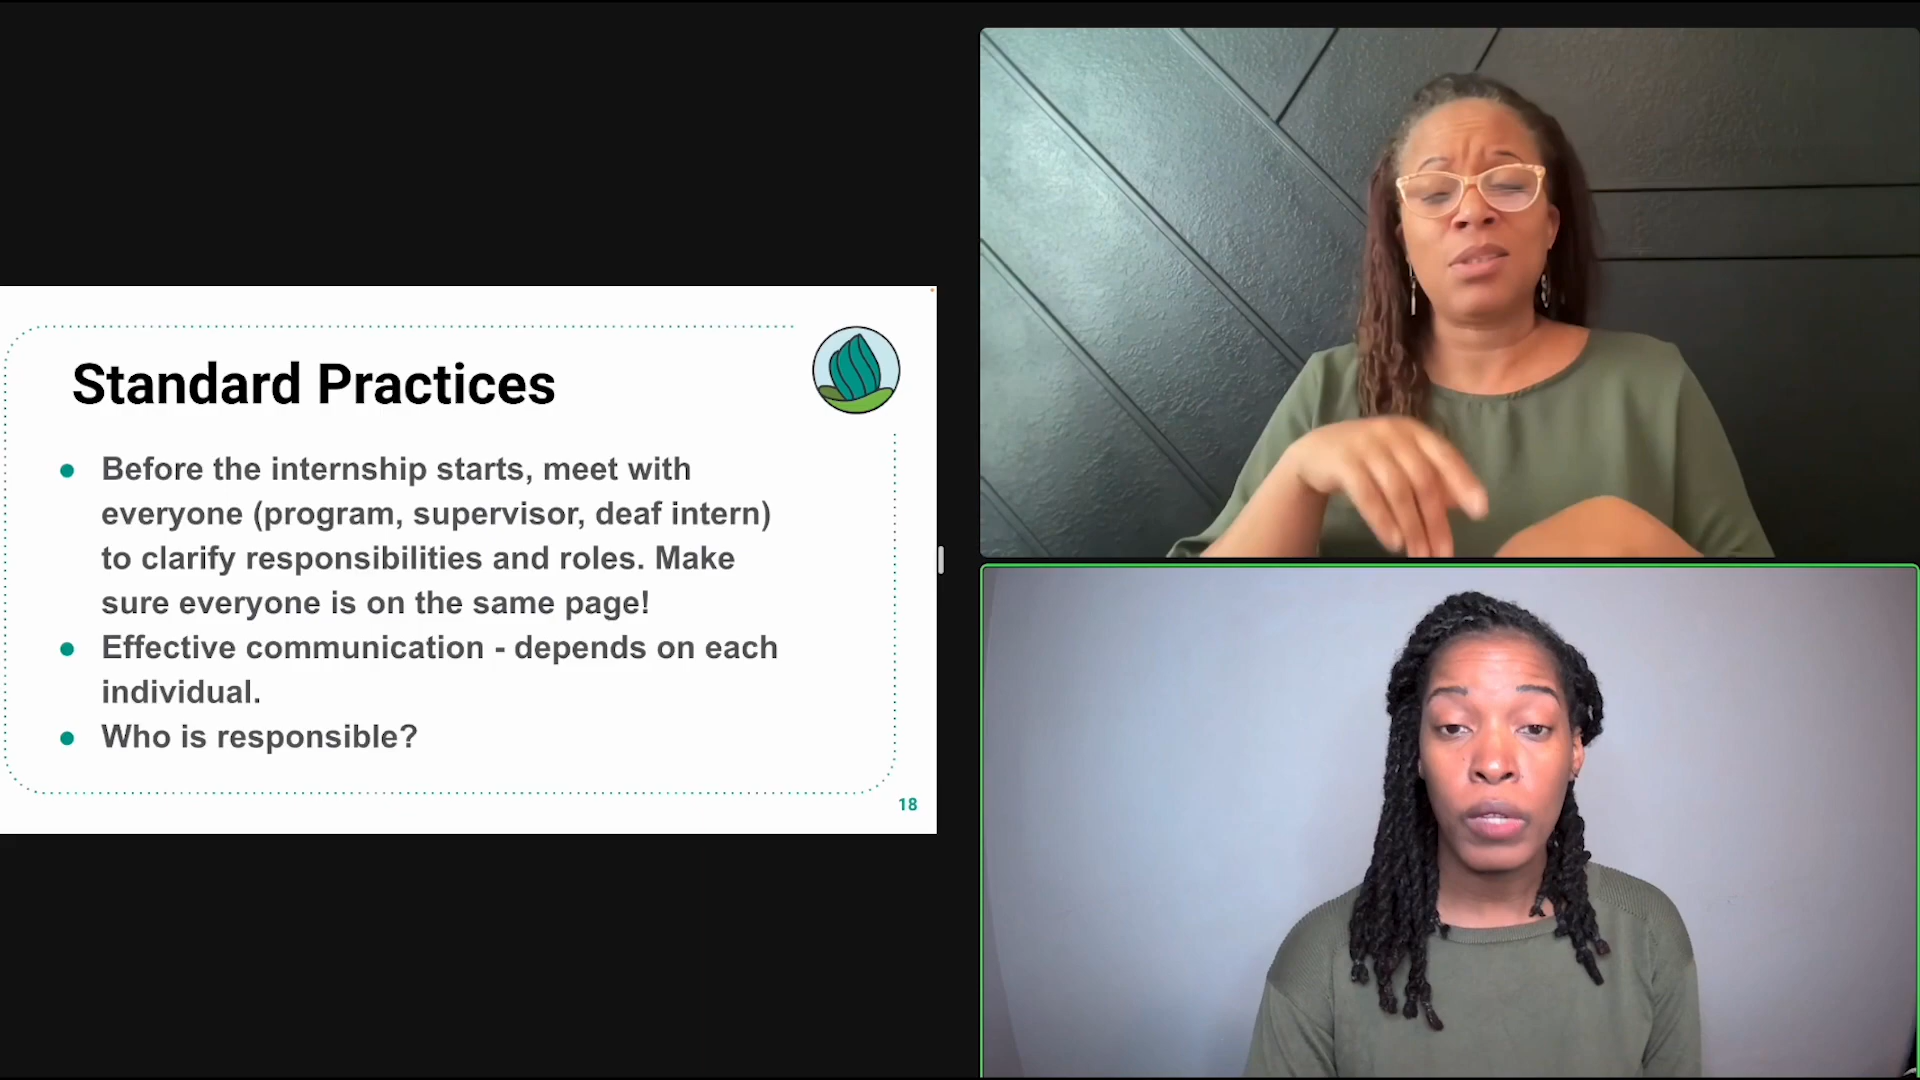 Standard Practices
● Before the internship starts, meet with
everyone (program, supervisor, deaf intern)
to clarify responsibilities and roles. Make
sure everyone is on the same page!
● Effective communication - depends on each
individual.
● Who is responsible?
18